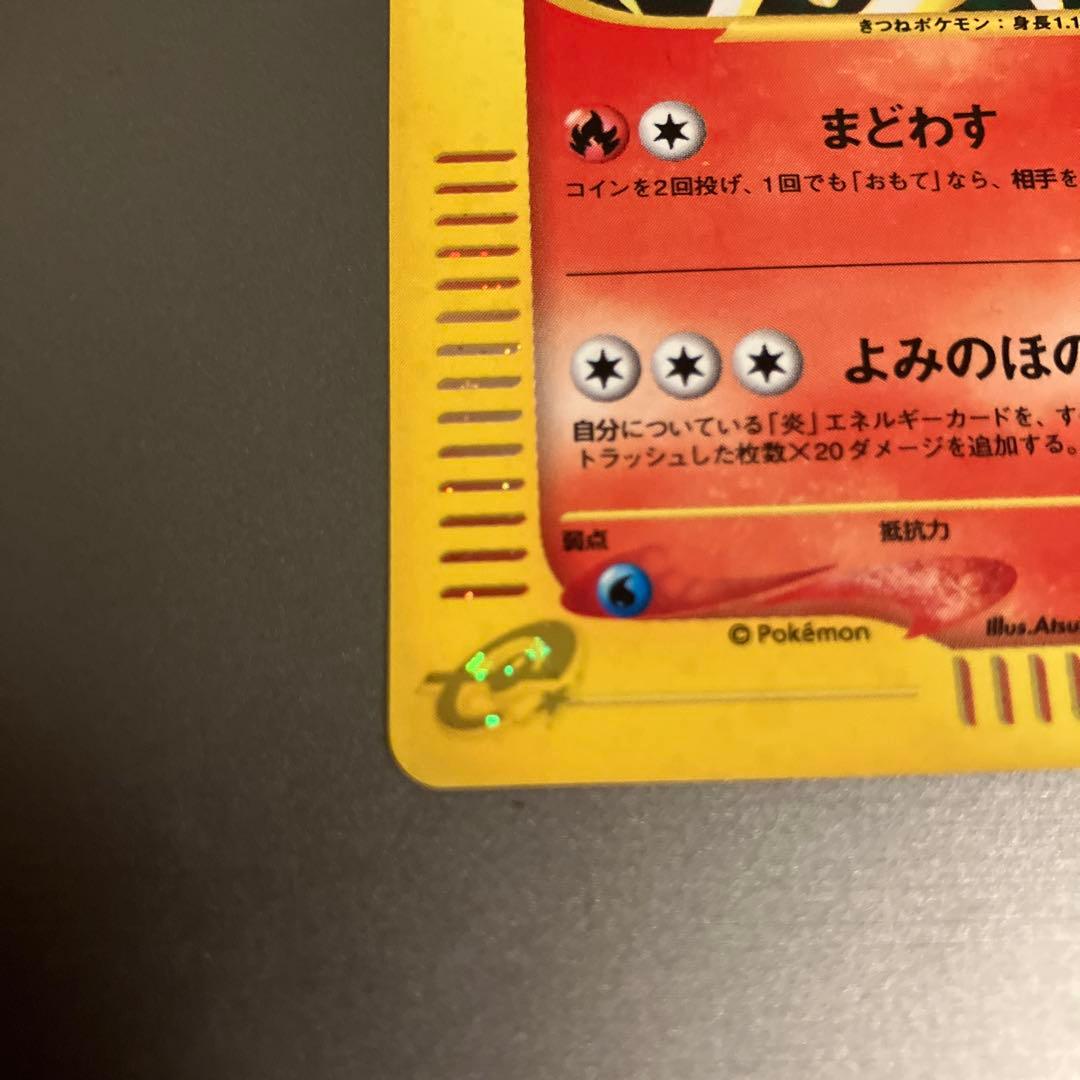 きつねポケモン：身長1.1
まどわす
コインを2回投げ、1回でも「おもて」なら、相手を
よみのほの
自分についている「炎」エネルギーカードを、す
トラッシュした枚数×20ダメージを追加する。
弱点 抵抗力
© Pokémon Illus.Atsu